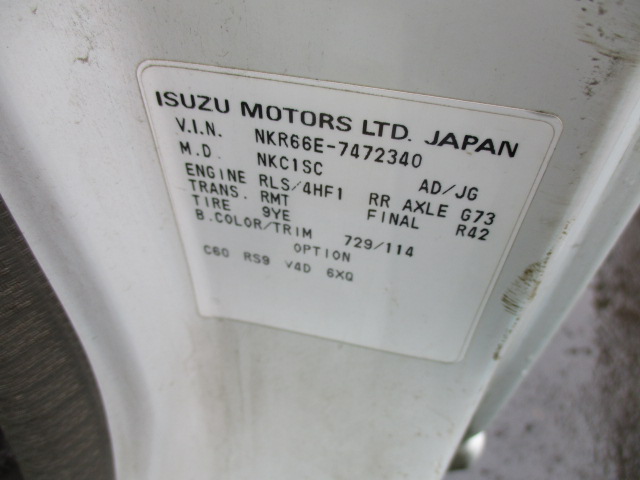 ISUZU MOTORS LTD. JAPAN
V.I.N. NKR66E-7472340
M.D. NKC1SC AD/JG
ENGINE RLS/4HF1 RR AXLE G73
TRANS. RMT FINAL R42
TIRE 9YE
B.COLOR/TRIM 729/114
OPTION
C60 RS9 V4D 6XQ